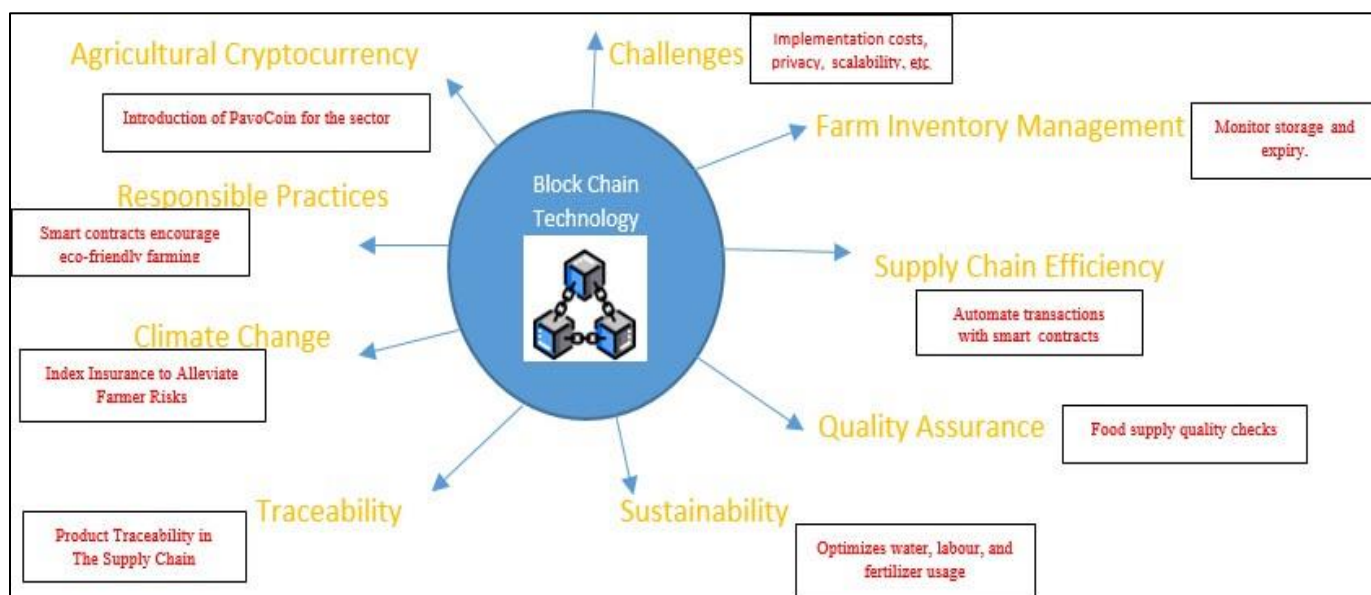 Agricultural Cryptocurrency
Introduction of PavoCoin for the sector
Challenges
Implementation costs,
privacy, scalability, etc
Farm Inventory Management
Monitor storage and
expiry.
Block Chain
Technology
Responsible Practices
Smart contracts encourage
eco-friendly farming
Supply Chain Efficiency
Automate transactions
with smart contracts
Climate Change
Index Insurance to Alleviate
Farmer Risks
Quality Assurance
Food supply quality checks
Traceability
Product Traceability in
The Supply Chain
Sustainability
Optimizes water, labour, and
fertilizer usage